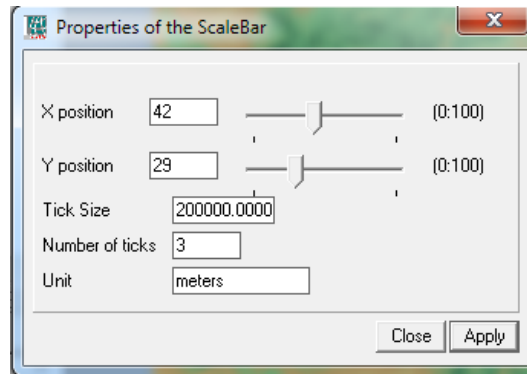 Properties of the ScaleBar
X position 42 (0:100)
Y position 29 (0:100)
Tick Size 200000.0000
Number of ticks 3
Unit meters
Close Apply